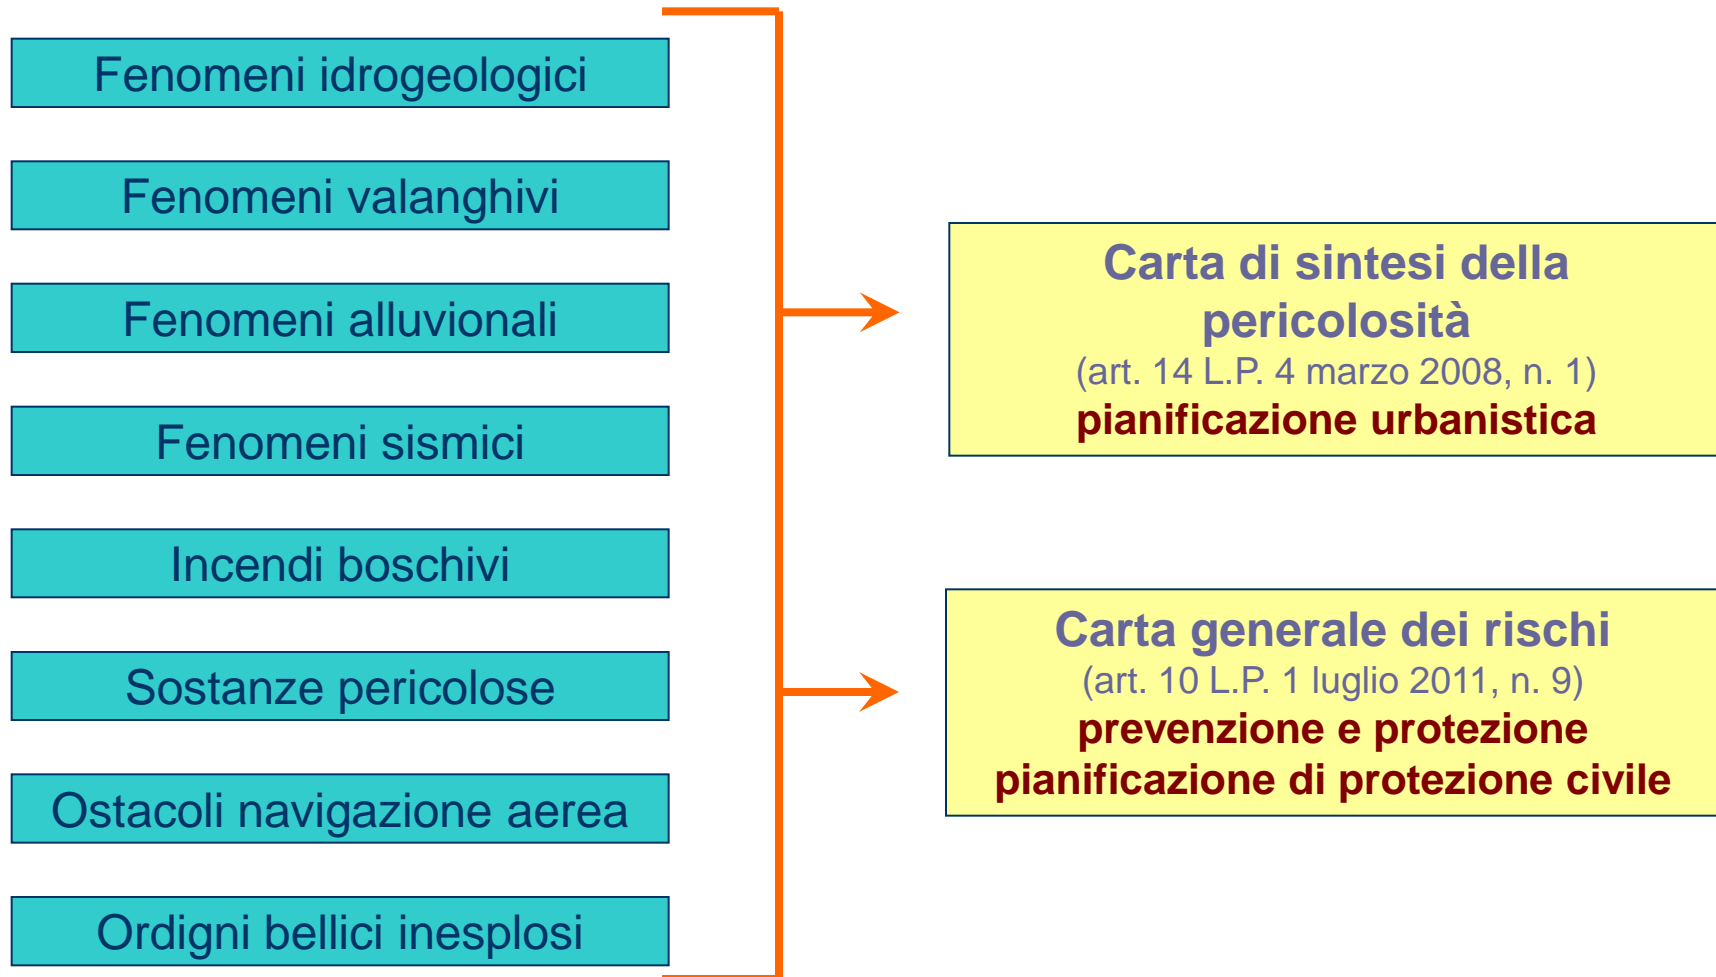 Fenomeni idrogeologici
Fenomeni valanghivi
Fenomeni alluvionali
Fenomeni sismici
Incendi boschivi
Sostanze pericolose
Ostacoli navigazione aerea
Ordigni bellici inesplosi
Carta di sintesi della
pericolosità
(art. 14 L.P. 4 marzo 2008, n. 1)
pianificazione urbanistica
Carta generale dei rischi
(art. 10 L.P. 1 luglio 2011, n. 9)
prevenzione e protezione
pianificazione di protezione civile